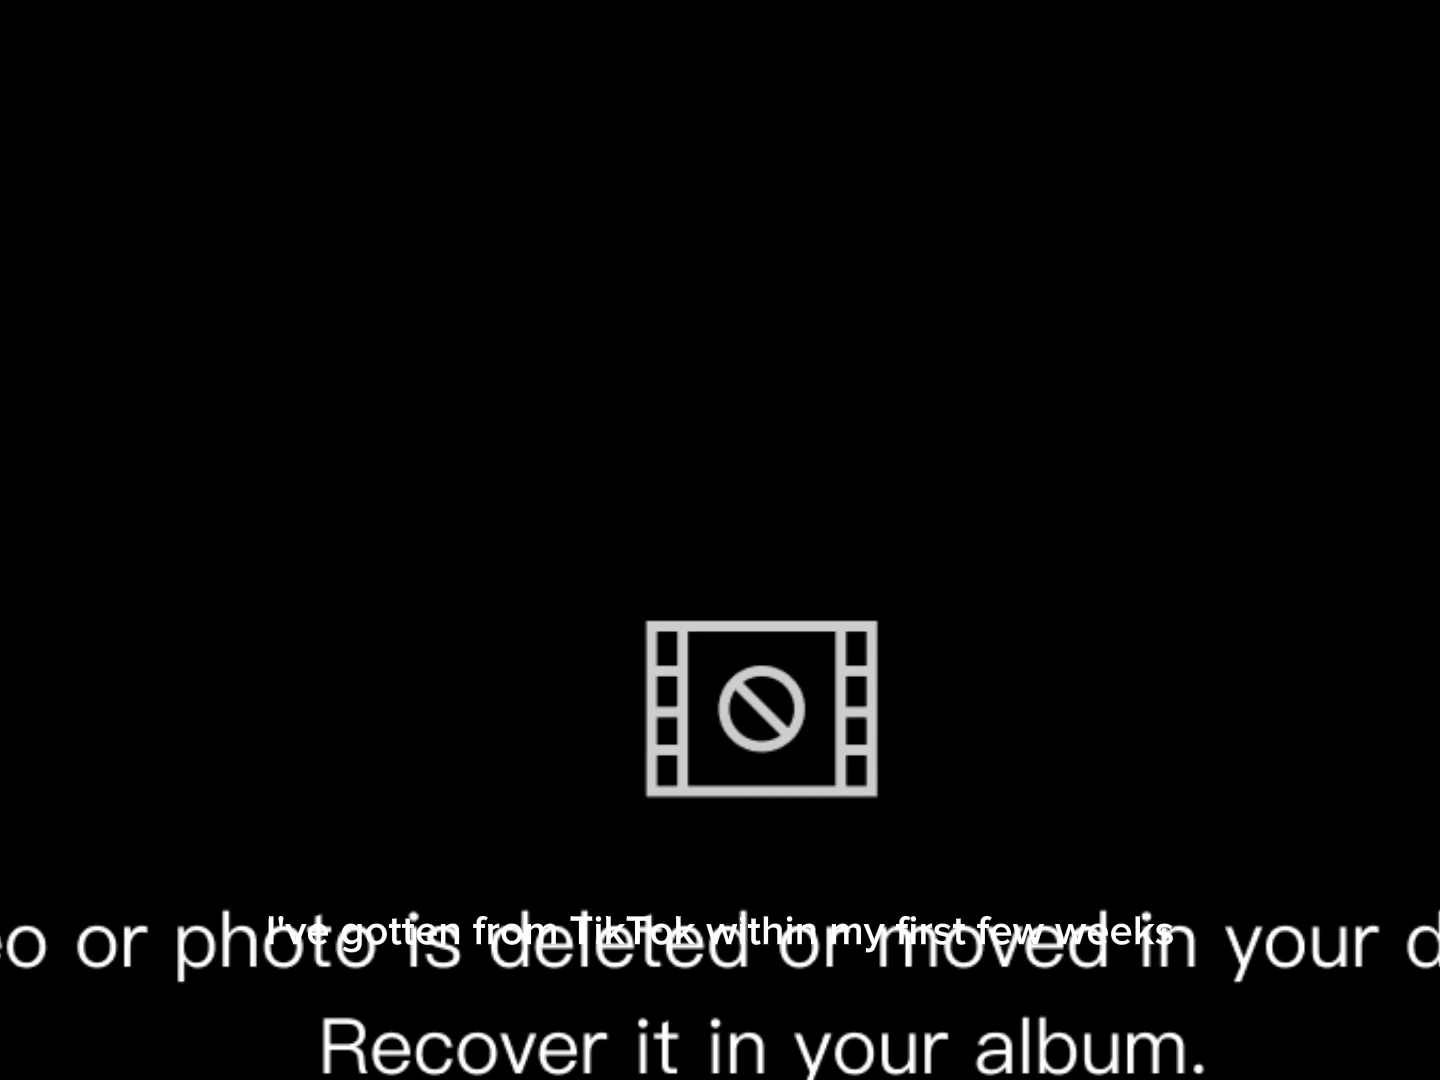 I've gotten from TikTok within my first few weeks
eo or photo is deleted or moved in your d
Recover it in your album.